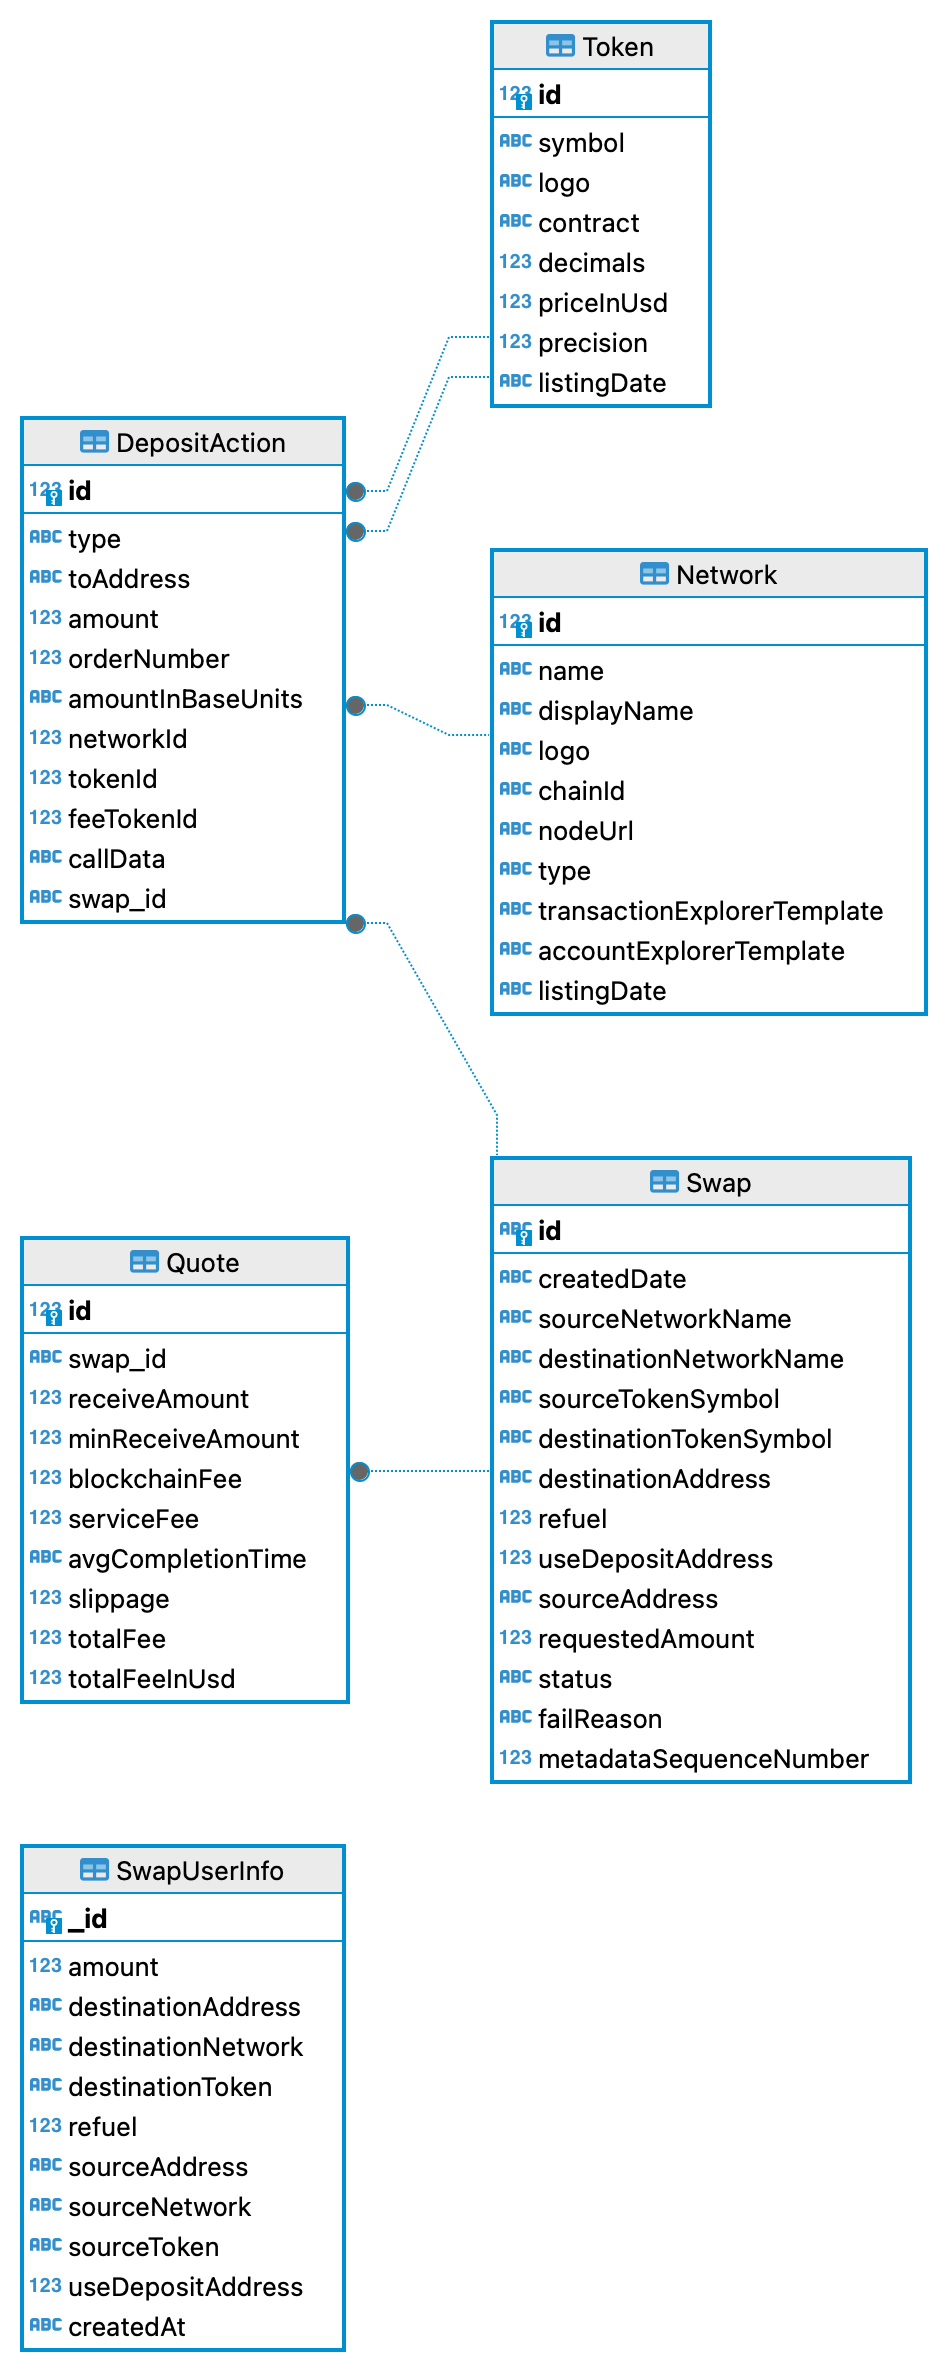 Token
123 id
ABC symbol
ABC logo
ABC contract
123 decimals
123 priceInUsd
123 precision
ABC listingDate
DepositAction
123 id
ABC type
ABC toAddress
123 amount
123 orderNumber
ABC amountInBaseUnits
123 networkId
123 tokenId
123 feeTokenId
ABC callData
ABC swap_id
Network
123 id
ABC name
ABC displayName
ABC logo
ABC chainId
ABC nodeUrl
ABC type
ABC transactionExplorerTemplate
ABC accountExplorerTemplate
ABC listingDate
Swap
ABC id
ABC createdDate
ABC sourceNetworkName
ABC destinationNetworkName
ABC sourceTokenSymbol
ABC destinationTokenSymbol
ABC destinationAddress
123 refuel
123 useDepositAddress
ABC sourceAddress
123 requestedAmount
ABC status
ABC failReason
123 metadataSequenceNumber
Quote
123 id
ABC swap_id
123 receiveAmount
123 minReceiveAmount
123 blockchainFee
123 serviceFee
ABC avgCompletionTime
123 slippage
123 totalFee
123 totalFeeInUsd
SwapUserInfo
ABC _id
123 amount
ABC destinationAddress
ABC destinationNetwork
ABC destinationToken
123 refuel
ABC sourceAddress
ABC sourceNetwork
ABC sourceToken
123 useDepositAddress
ABC createdAt